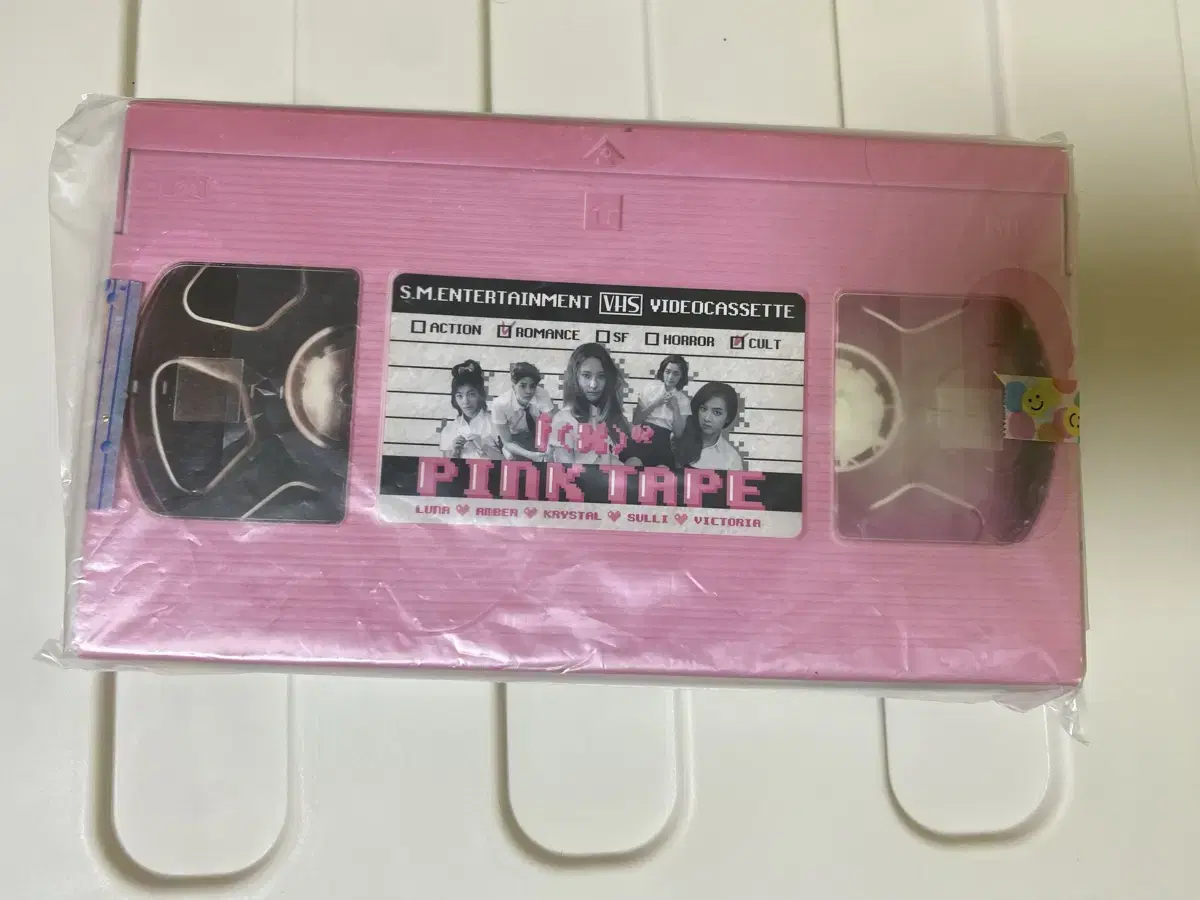 S.M.ENTERTAINMENT VHS VIDEOCASSETTE
ACTION ROMANCE SF HORROR CULT
f(x)
PINK TAPE
LUNA ♥ AMBER ♥ KRYSTAL ♥ SULLI ♥ VICTORIA